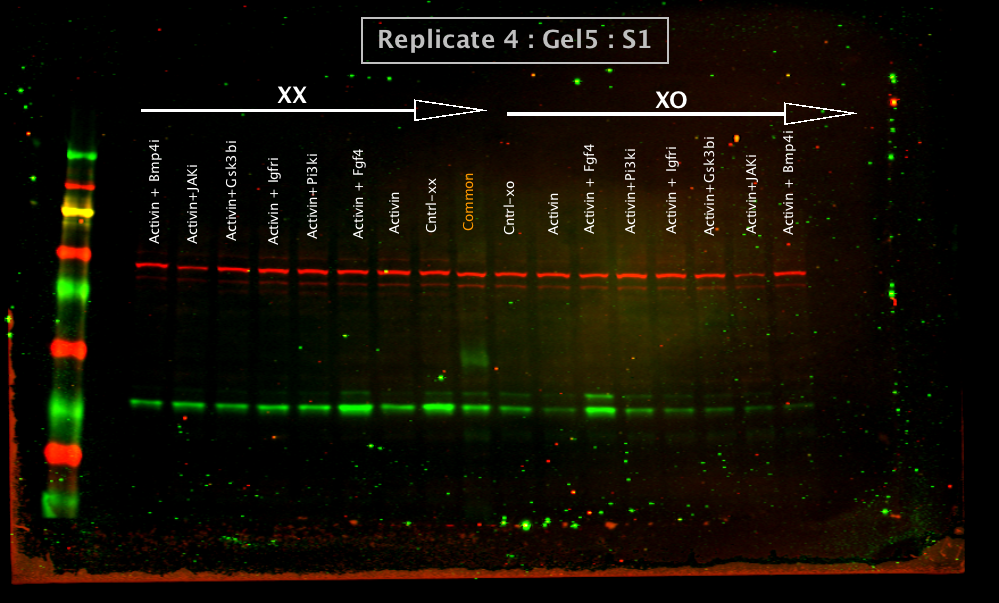 Replicate 4 : Gel5 : S1
XX
XO
Activin + Bmp4i
Activin+JAKi
Activin+Gsk3bi
Activin + Igfri
Activin+Pi3ki
Activin + Fgf4
Activin
Cntrl-xx
Common
Cntrl-xo
Activin
Activin + Fgf4
Activin+Pi3ki
Activin + Igfri
Activin+Gsk3bi
Activin+JAKi
Activin + Bmp4i